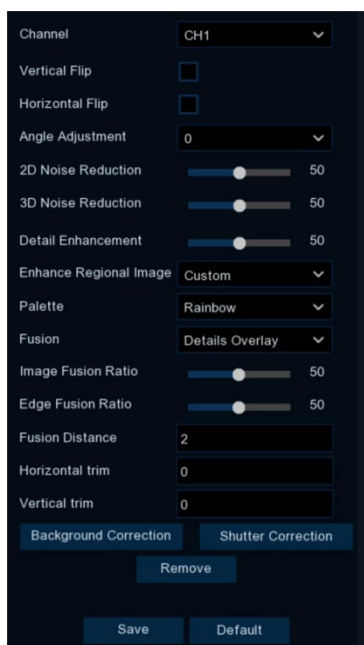 Channel CH1
Vertical Flip
Horizontal Flip
Angle Adjustment 0
2D Noise Reduction 50
3D Noise Reduction 50
Detail Enhancement 50
Enhance Regional Image Custom
Palette Rainbow
Fusion Details Overlay
Image Fusion Ratio 50
Edge Fusion Ratio 50
Fusion Distance 2
Horizontal trim 0
Vertical trim 0
Background Correction Shutter Correction
Remove
Save Default